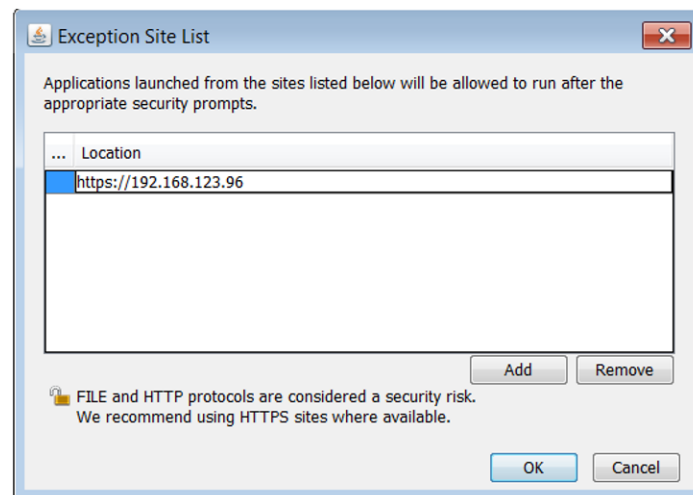 Exception Site List
Applications launched from the sites listed below will be allowed to run after the
appropriate security prompts.
... Location
https://192.168.123.96
Add Remove
FILE and HTTP protocols are considered a security risk.
We recommend using HTTPS sites where available.
OK Cancel